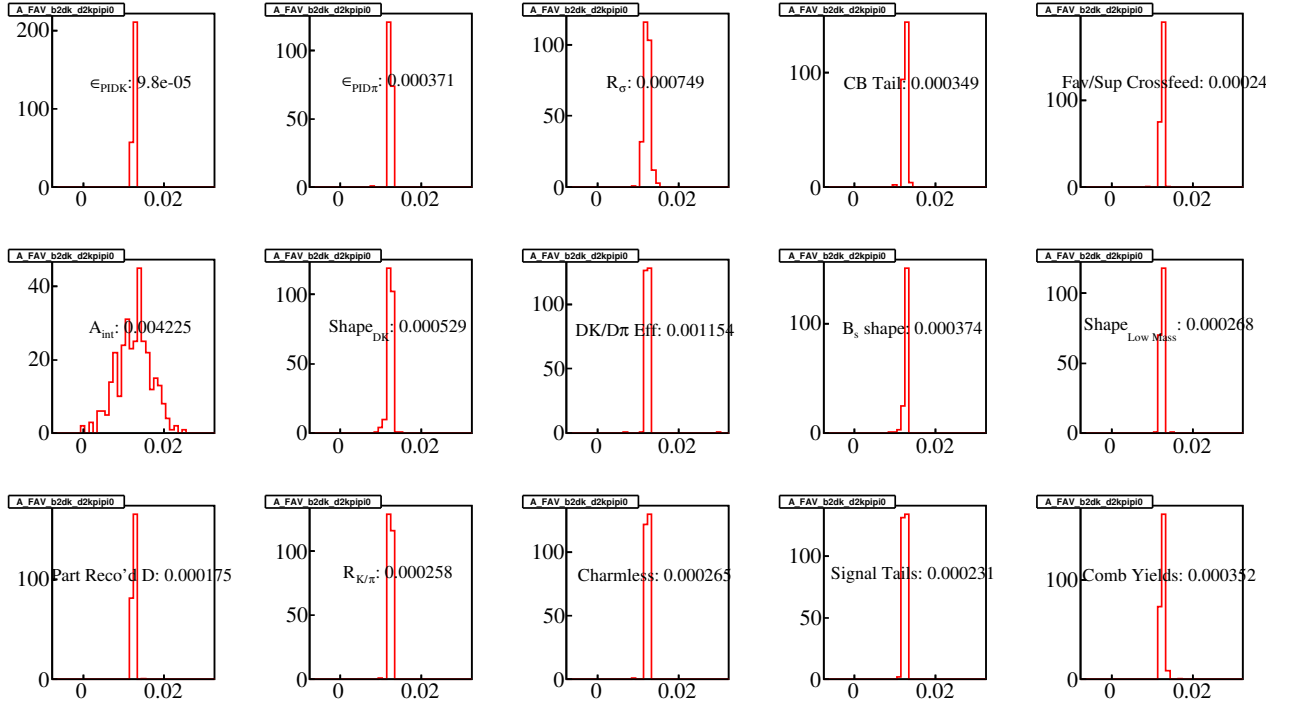 A_FAV_b2dk_d2kpipi0
200
100
0
∈PIDK: 9.8e-05
0 0.02
A_FAV_b2dk_d2kpipi0
100
50
0
∈PIDπ: 0.000371
0 0.02
A_FAV_b2dk_d2kpipi0
100
50
0
Rσ: 0.000749
0 0.02
A_FAV_b2dk_d2kpipi0
100
0
CB Tail: 0.000349
0 0.02
A_FAV_b2dk_d2kpipi0
100
0
Fav/Sup Crossfeed: 0.00024
0 0.02
A_FAV_b2dk_d2kpipi0
40
20
0
Aint: 0.004225
0 0.02
A_FAV_b2dk_d2kpipi0
100
50
0
ShapeDK: 0.000529
0 0.02
A_FAV_b2dk_d2kpipi0
100
50
0
DK/Dπ Eff: 0.001154
0 0.02
A_FAV_b2dk_d2kpipi0
100
0
Bs shape: 0.000374
0 0.02
A_FAV_b2dk_d2kpipi0
100
50
0
ShapeLow Mass: 0.000268
0 0.02
A_FAV_b2dk_d2kpipi0
100
0
Part Reco'd D: 0.000175
0 0.02
A_FAV_b2dk_d2kpipi0
100
50
0
RK/π: 0.000258
0 0.02
A_FAV_b2dk_d2kpipi0
100
50
0
Charmless: 0.000265
0 0.02
A_FAV_b2dk_d2kpipi0
100
50
0
Signal Tails: 0.000231
0 0.02
A_FAV_b2dk_d2kpipi0
100
0
Comb Yields: 0.000352
0 0.02